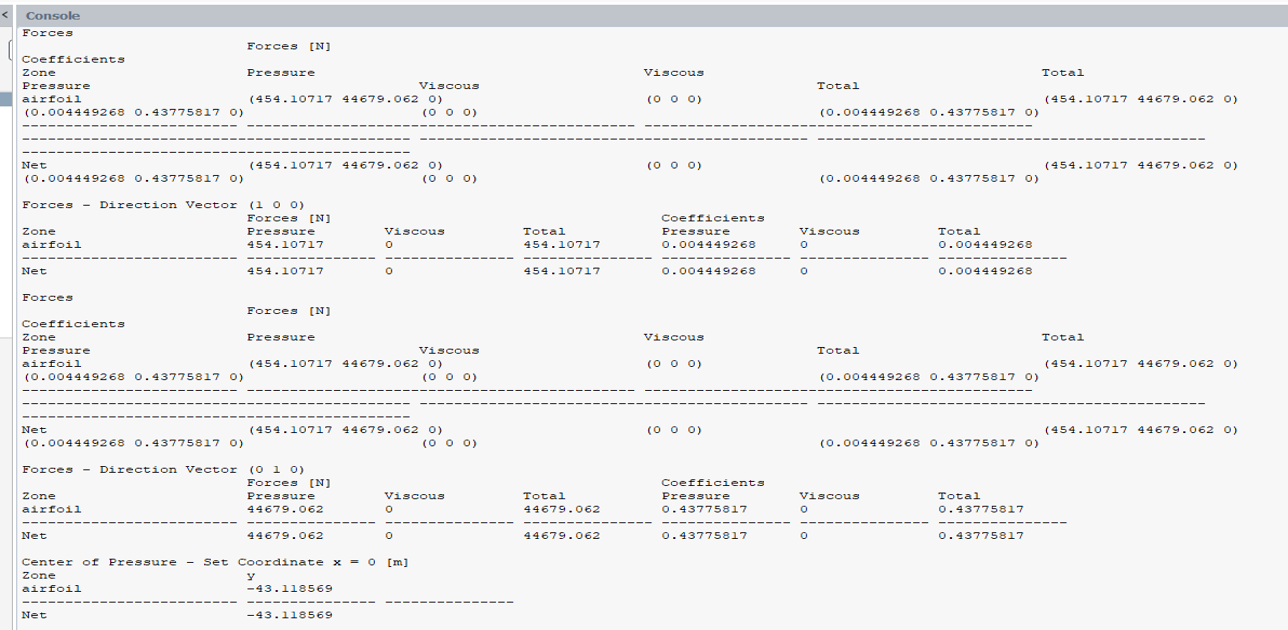 <
Console
Forces
Forces [N]
Coefficients
Zone Pressure Viscous Total
Pressure Viscous Total
airfoil (454.10717 44679.062 0) (0 0 0) (454.10717 44679.062 0)
(0.004449268 0.43775817 0) (0 0 0) (0.004449268 0.43775817 0)
------------------------- --------------------------------------------- ---------------------------------------------
--------------------------------------------- --------------------------------------------- ---------------------------------------------
---------------------------------------------
Net (454.10717 44679.062 0) (0 0 0) (454.10717 44679.062 0)
(0.004449268 0.43775817 0) (0 0 0) (0.004449268 0.43775817 0)
Forces - Direction Vector (1 0 0)
Forces [N] Coefficients
Zone Pressure Viscous Total Pressure Viscous Total
airfoil 454.10717 0 454.10717 0.004449268 0 0.004449268
------------------------- --------------- --------------- --------------- --------------- --------------- ---------------
Net 454.10717 0 454.10717 0.004449268 0 0.004449268
Forces
Forces [N]
Coefficients
Zone Pressure Viscous Total
Pressure Viscous Total
airfoil (454.10717 44679.062 0) (0 0 0) (454.10717 44679.062 0)
(0.004449268 0.43775817 0) (0 0 0) (0.004449268 0.43775817 0)
------------------------- --------------------------------------------- ---------------------------------------------
--------------------------------------------- --------------------------------------------- ---------------------------------------------
---------------------------------------------
Net (454.10717 44679.062 0) (0 0 0) (454.10717 44679.062 0)
(0.004449268 0.43775817 0) (0 0 0) (0.004449268 0.43775817 0)
Forces - Direction Vector (0 1 0)
Forces [N] Coefficients
Zone Pressure Viscous Total Pressure Viscous Total
airfoil 44679.062 0 44679.062 0.43775817 0 0.43775817
------------------------- --------------- --------------- --------------- --------------- --------------- ---------------
Net 44679.062 0 44679.062 0.43775817 0 0.43775817
Center of Pressure - Set Coordinate x = 0 [m]
Zone y
airfoil -43.118569
------------------------- --------------- ---------------
Net -43.118569